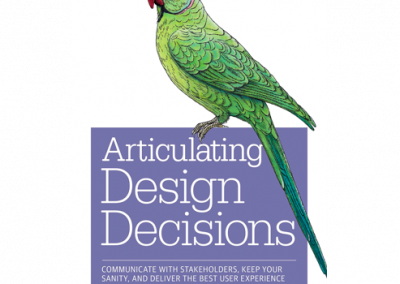 Articulating
Design
Decisions
COMMUNICATE WITH STAKEHOLDERS, KEEP YOUR
SANITY, AND DELIVER THE BEST USER EXPERIENCE